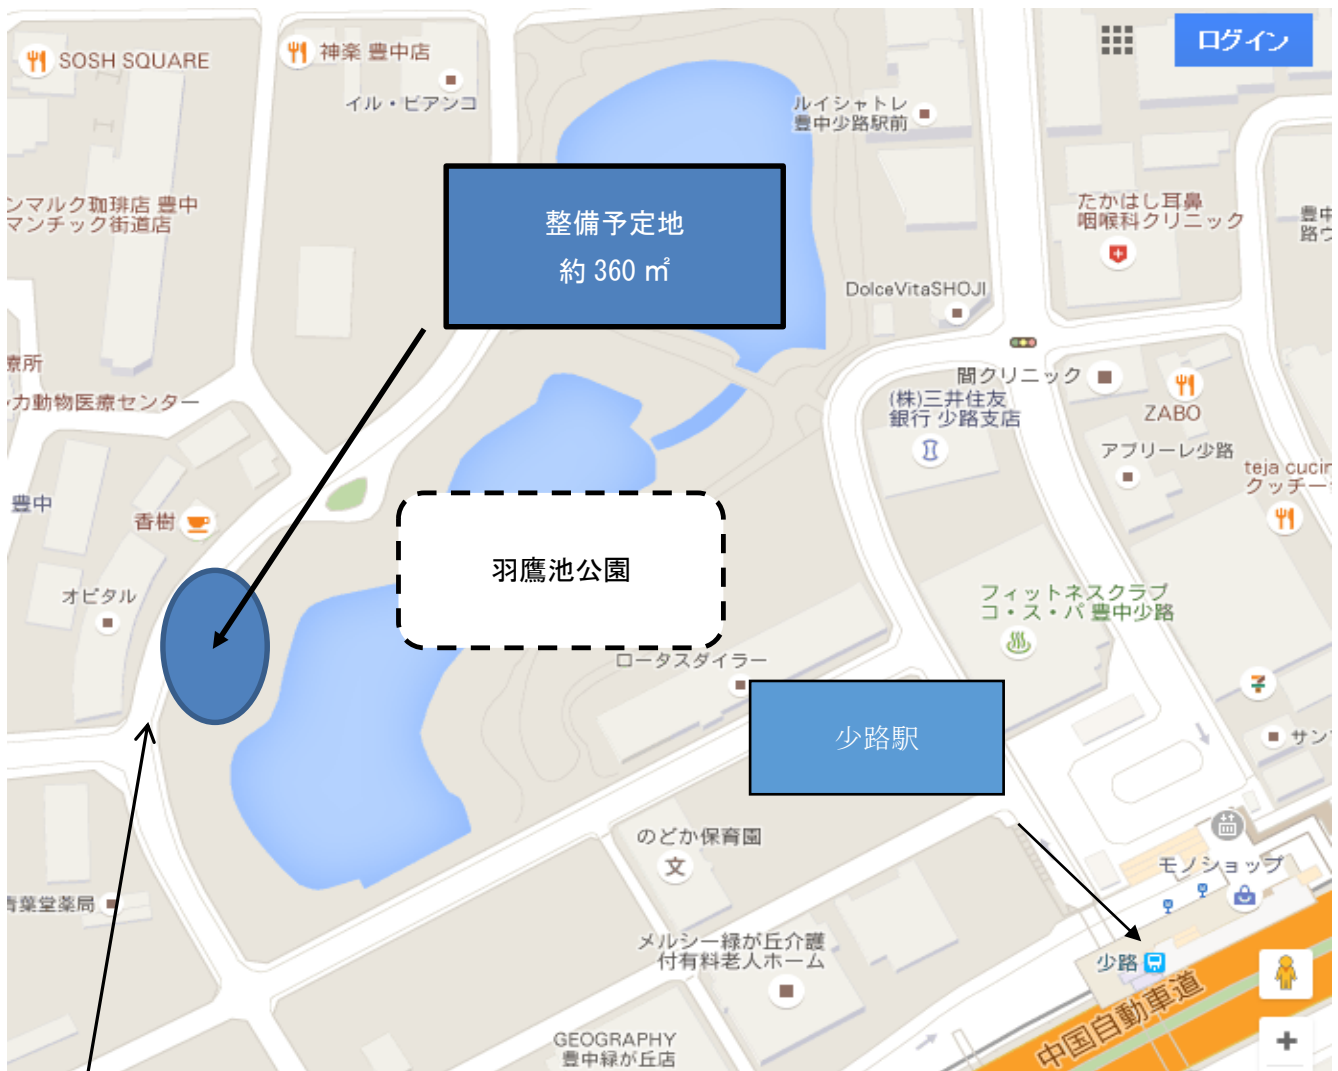 SOSH SQUARE
神楽 豊中店
イル・ピアンコ
ログイン
ルイシャトレ
豊中少路駅前
ンマルク珈琲店 豊中
マンチック街道店
整備予定地
約 360 ㎡
たかはし耳鼻
咽喉科クリニック
豊中
路ウ
DolceVitaSHOJI
療所
カ動物医療センター
間クリニック
(株)三井住友
銀行 少路支店
ZABO
アブリーレ少路
teja cucin
クッチー
豊中
香樹
オピタル
羽鷹池公園
フィットネスクラブ
コ・ス・パ 豊中少路
ロータスダイラー
少路駅
サン
のどか保育園
文
モノショップ
青葉堂薬局
メルシー緑が丘介護
付有料老人ホーム
少路
中国自動車道
GEOGRAPHY
豊中緑が丘店